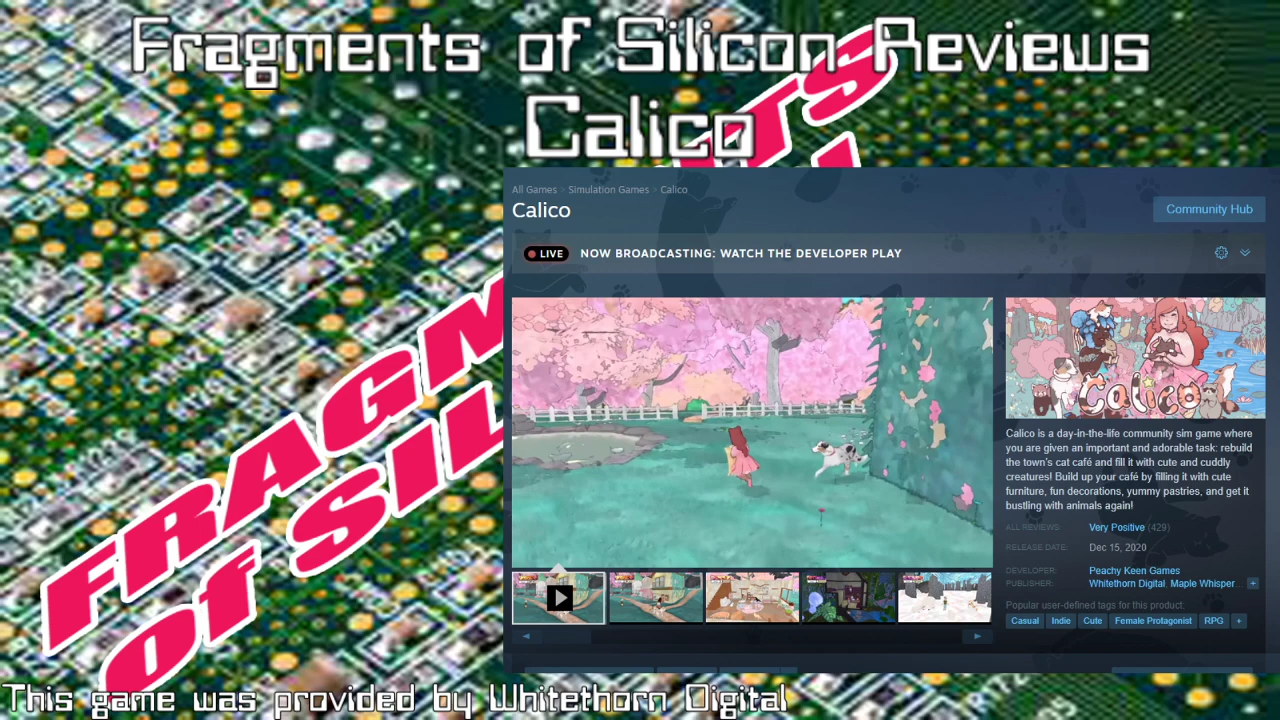 Fragments of Silicon Reviews
Calico
FRAGM
TS
of SIL
All Games > Simulation Games > Calico
Calico
Community Hub
LIVE NOW BROADCASTING: WATCH THE DEVELOPER PLAY
Calico
Calico is a day-in-the-life community sim game where
you are given an important and adorable task: rebuild
the town's cat café and fill it with cute and cuddly
creatures! Build up your café by filling it with cute
furniture, fun decorations, yummy pastries, and get it
bustling with animals again!
ALL REVIEWS: Very Positive (429)
RELEASE DATE: Dec 15, 2020
DEVELOPER: Peachy Keen Games
PUBLISHER: Whitethorn Digital Maple Whisper +
Popular user-defined tags for this product:
Casual Indie Cute Female Protagonist RPG +
This game was provided by Whitethorn Digital